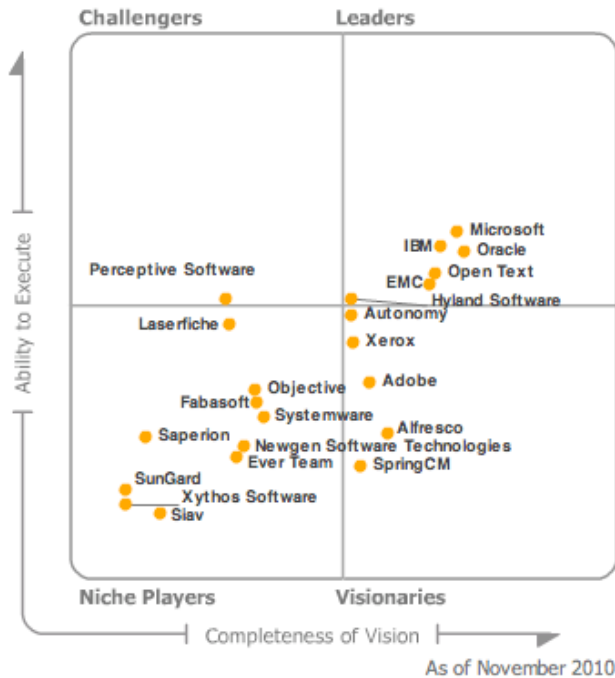 Challengers
Leaders
Ability to Execute
Microsoft
IBM
Oracle
Perceptive Software
Open Text
EMC
Hyland Software
Autonomy
Laserfiche
Xerox
Adobe
Objective
Fabasoft
Systemware
Alfresco
Saperion
Newgen Software Technologies
Ever Team
SpringCM
SunGard
Xythos Software
Siav
Niche Players
Visionaries
Completeness of Vision
As of November 2010